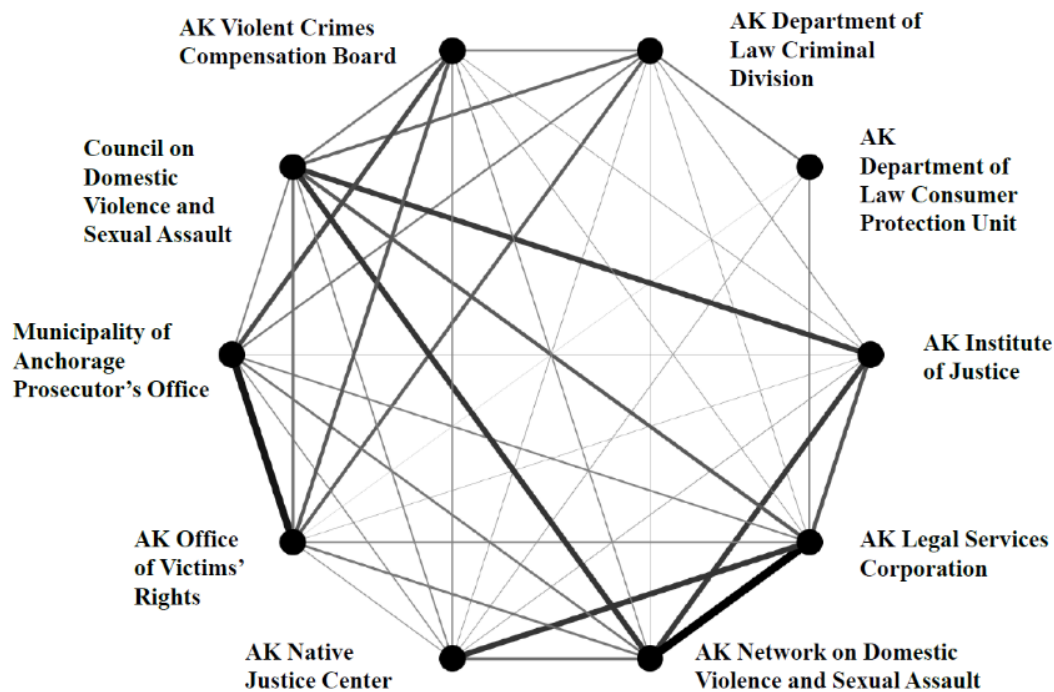 AK Violent Crimes
Compensation Board
AK Department of
Law Criminal
Division
Council on
Domestic
Violence and
Sexual Assault
AK
Department of
Law Consumer
Protection Unit
Municipality of
Anchorage
Prosecutor’s Office
AK Institute
of Justice
AK Office
of Victims’
Rights
AK Legal Services
Corporation
AK Native
Justice Center
AK Network on Domestic
Violence and Sexual Assault